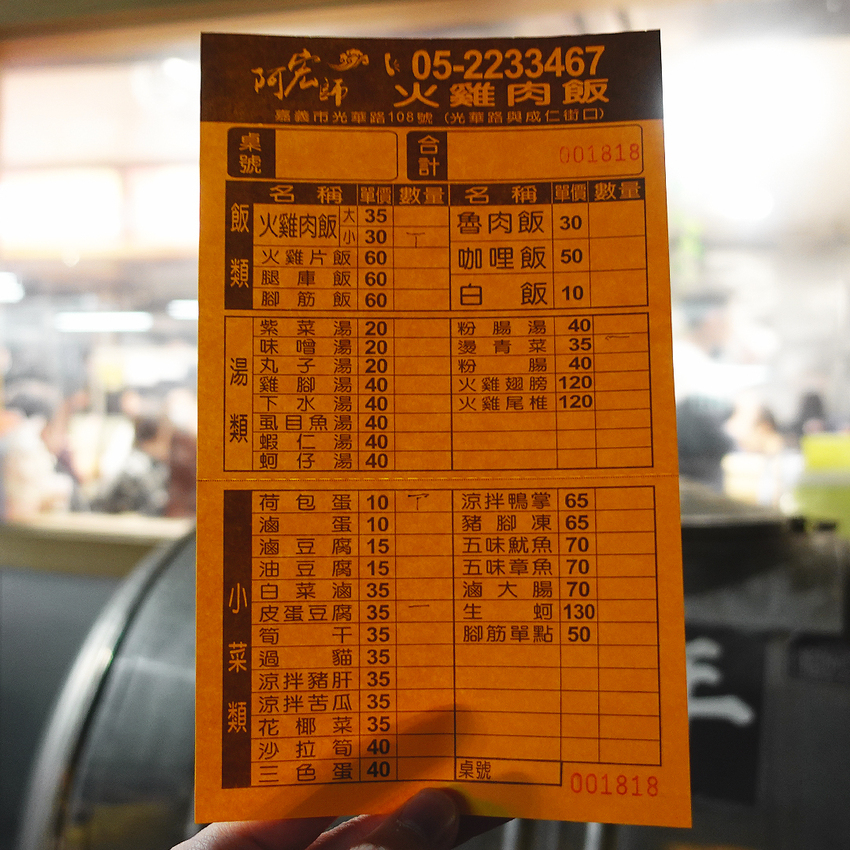 阿宏師 05-2233467
火雞肉飯
嘉義市光華路108號 (光華路與成仁街口)
桌號 合計 001818
名稱 單價 數量 名稱 單價 數量
飯類
火雞肉飯 大 35
小 30 魯肉飯 30
火雞片飯 60 咖哩飯 50
腿庫飯 60
腳筋飯 60 白飯 10
湯類
紫菜湯 20 粉腸湯 40
味噌湯 20 燙青菜 35
丸子湯 20 粉腸 40
雞腳湯 40 火雞翅膀 120
下水湯 40 火雞尾椎 120
虱目魚湯 40
蝦仁湯 40
蚵仔湯 40
小菜類
荷包蛋 10 涼拌鴨掌 65
滷蛋 10 豬腳凍 65
滷豆腐 15 五味魷魚 70
油豆腐 15 五味章魚 70
白菜滷 35 滷大腸 70
皮蛋豆腐 35 生蚵 130
筍干 35 腳筋單點 50
過貓 35
涼拌豬肝 35
涼拌苦瓜 35
花椰菜 35
沙拉筍 40
三色蛋 40 桌號 001818